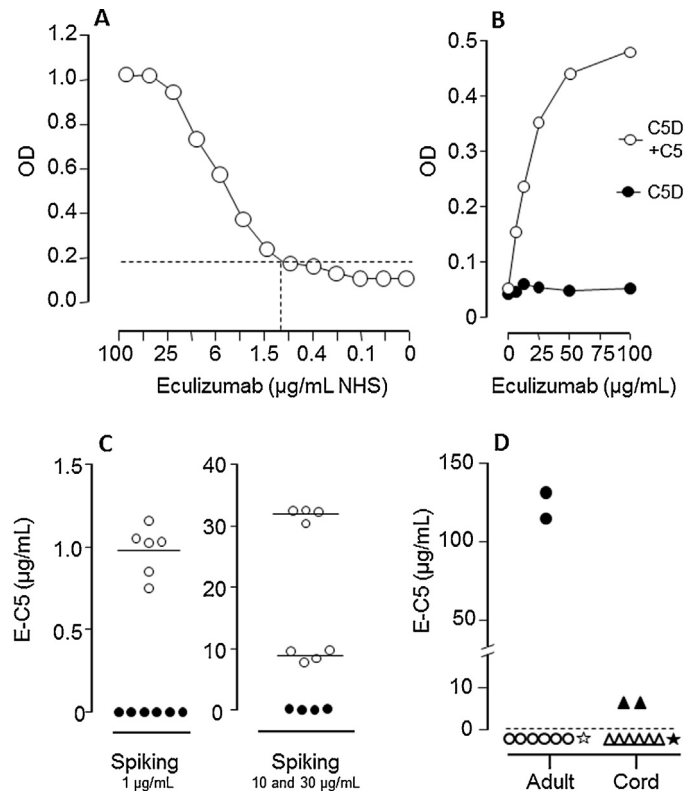 A
1.2
1.0
0.8
0.6
0.4
0.2
0.0
OD
100 25 6 1.5 0.4 0.1 0
Eculizumab (µg/mL NHS)
B
0.5
0.4
0.3
0.2
0.1
0
OD
C5D
+C5
C5D
0 25 50 75 100
Eculizumab (µg/mL)
C
1.5
1.0
0.5
0
E-C5 (µg/mL)
Spiking
1 µg/mL
40
30
20
10
0
Spiking
10 and 30 µg/mL
D
150
100
50
10
0
E-C5 (µg/mL)
Adult Cord